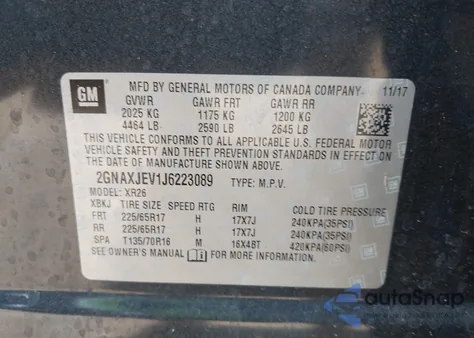 GM
MFD BY GENERAL MOTORS OF CANADA COMPANY 11/17
GVWR GAWR FRT GAWR RR
2025 KG 1175 KG 1200 KG
4464 LB 2590 LB 2645 LB
THIS VEHICLE CONFORMS TO ALL APPLICABLE U.S. FEDERAL MOTOR
VEHICLE SAFETY AND THEFT PREVENTION STANDARDS IN EFFECT ON THE
DATE OF MANUFACTURE SHOWN ABOVE.
2GNAXJEV1J6223089 TYPE: M.P.V.
MODEL: XR26
XBKJ TIRE SIZE SPEED RTG RIM COLD TIRE PRESSURE
FRT 225/65R17 H 17X7J 240KPA(35PSI)
RR 225/65R17 H 17X7J 240KPA(35PSI)
SPA T135/70R16 M 16X4BT 420KPA(60PSI)
SEE OWNER'S MANUAL FOR MORE INFORMATION.
autoSnap